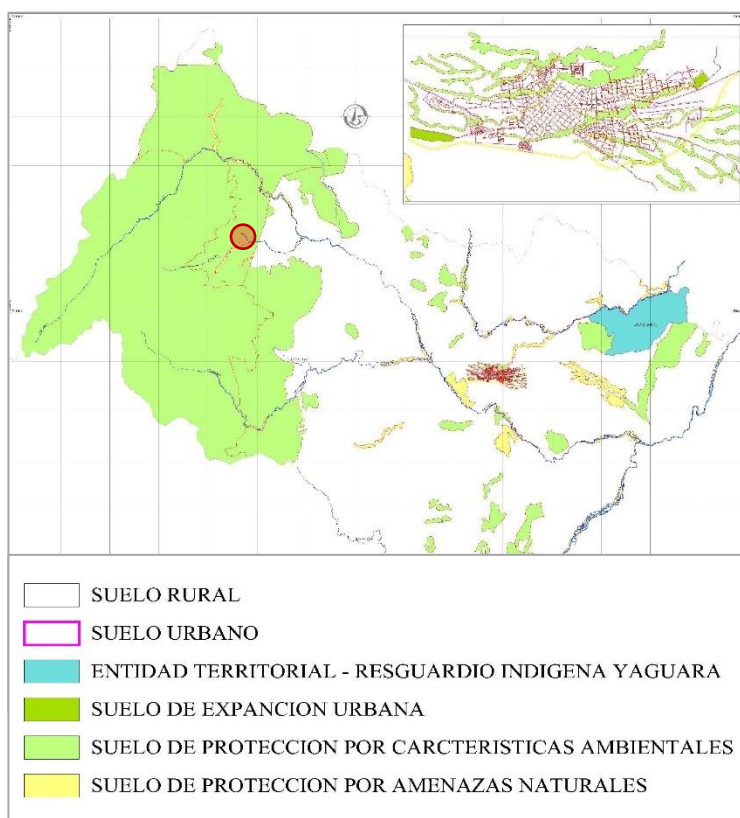 SUELO RURAL
SUELO URBANO
ENTIDAD TERRITORIAL - RESGUARDIO INDIGENA YAGUARA
SUELO DE EXPANCION URBANA
SUELO DE PROTECCION POR CARCTERISTICAS AMBIENTALES
SUELO DE PROTECCION POR AMENAZAS NATURALES